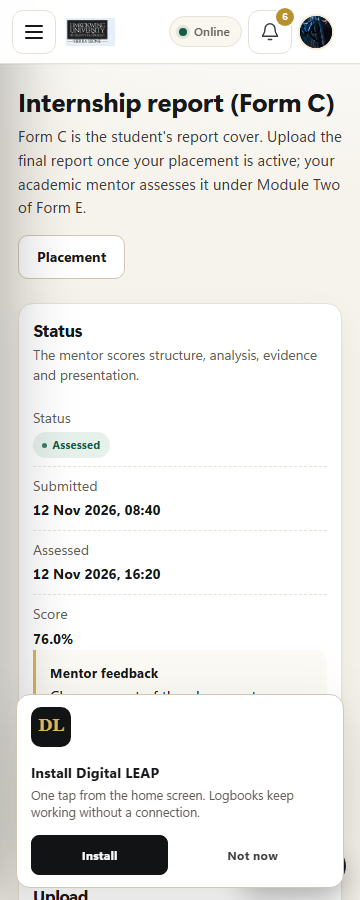 LIMKOKWING
UNIVERSITY
SIERRA LEONE
Online
6
Internship report (Form C)
Form C is the student's report cover. Upload the
final report once your placement is active; your
academic mentor assesses it under Module Two
of Form E.
Placement
Status
The mentor scores structure, analysis, evidence
and presentation.
Status
Assessed
Submitted
12 Nov 2026, 08:40
Assessed
12 Nov 2026, 16:20
Score
76.0%
Mentor feedback
DL
Install Digital LEAP
One tap from the home screen. Logbooks keep
working without a connection.
Install
Not now
Upload